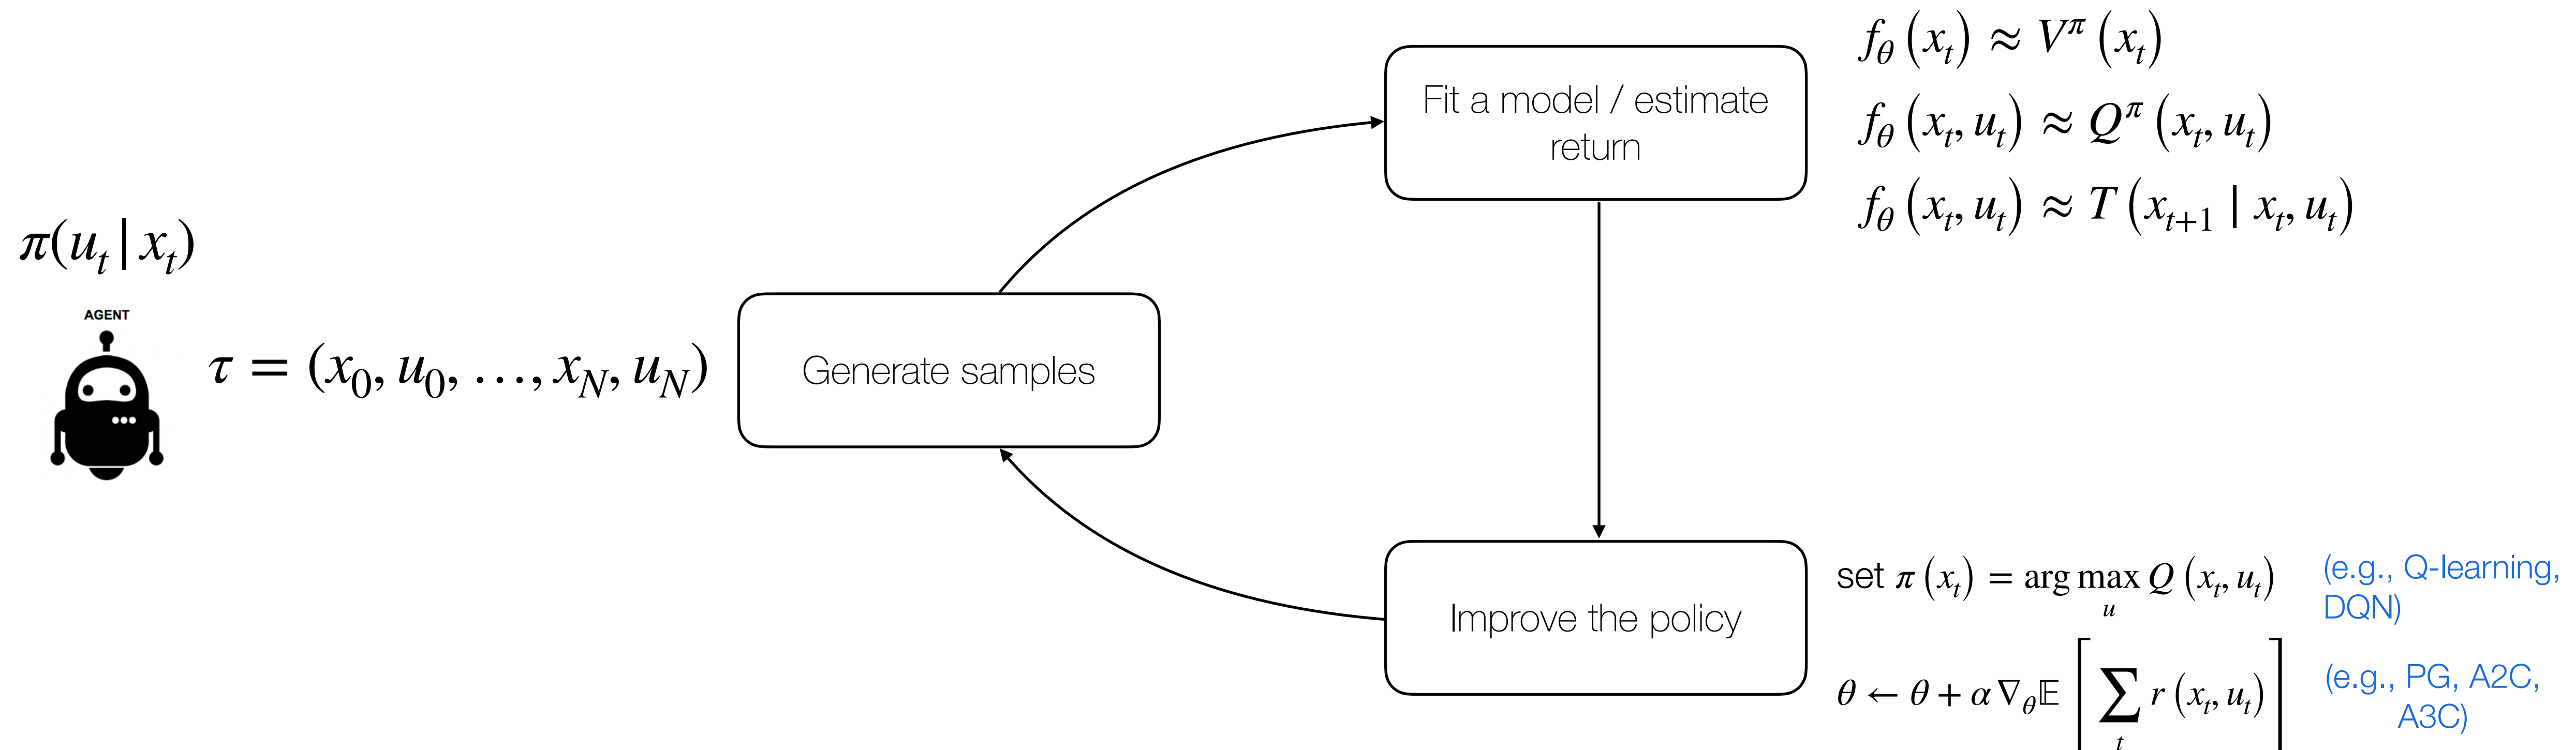 f_θ (x_t) ≈ V^π (x_t)
Fit a model / estimate
return
f_θ (x_t, u_t) ≈ Q^π (x_t, u_t)
f_θ (x_t, u_t) ≈ T (x_{t+1} | x_t, u_t)
π(u_t | x_t)
AGENT
τ = (x_0, u_0, …, x_N, u_N)
Generate samples
Improve the policy
set π (x_t) = arg max_u Q (x_t, u_t)
(e.g., Q-learning,
DQN)
θ ← θ + α ∇_θ 𝔼 [ ∑_t r (x_t, u_t) ]
(e.g., PG, A2C,
A3C)